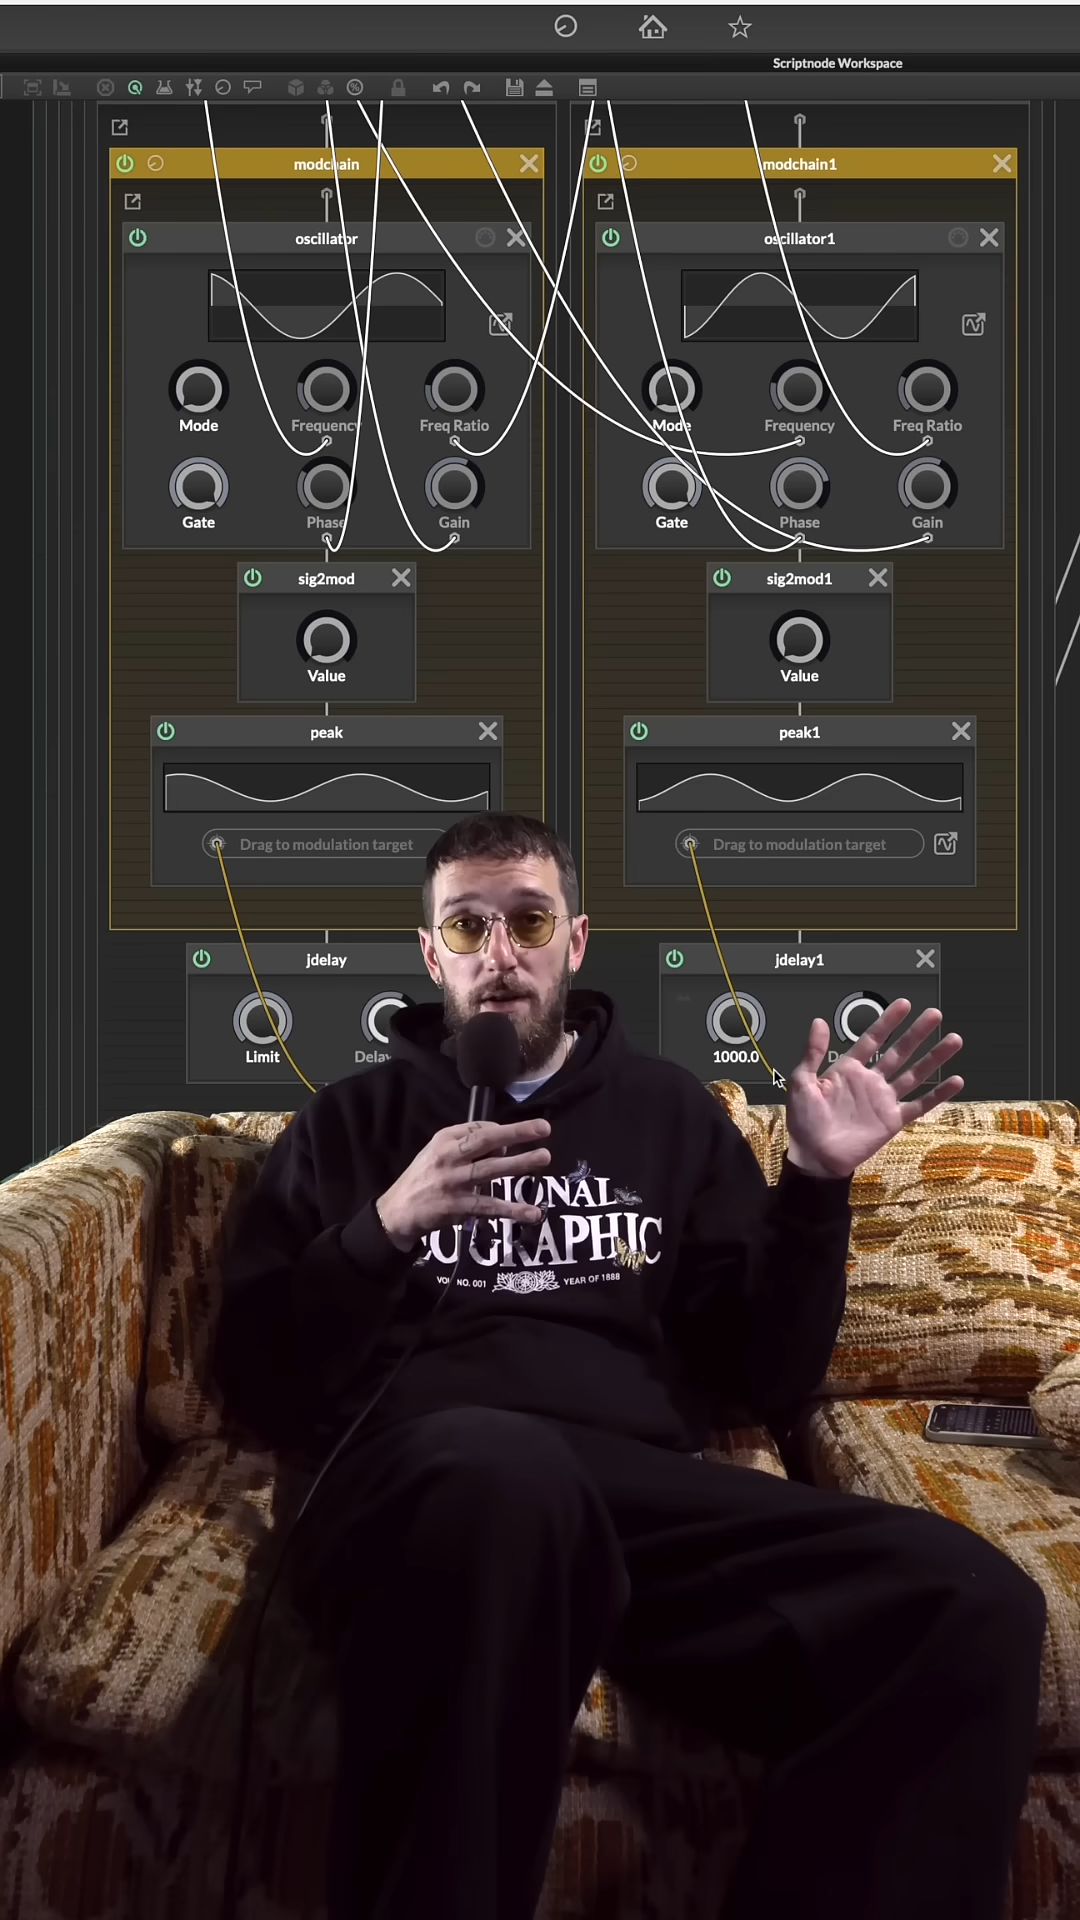 Scriptnode Workspace
modchain
modchain1
oscillator
oscillator1
Mode
Frequency
Freq Ratio
Mode
Frequency
Freq Ratio
Gate
Phase
Gain
Gate
Phase
Gain
sig2mod
sig2mod1
Value
Value
peak
peak1
Drag to modulation target
Drag to modulation target
jdelay
jdelay1
Limit
1000.0
GRAPHIC
NO. 001
YEAR OF 1888